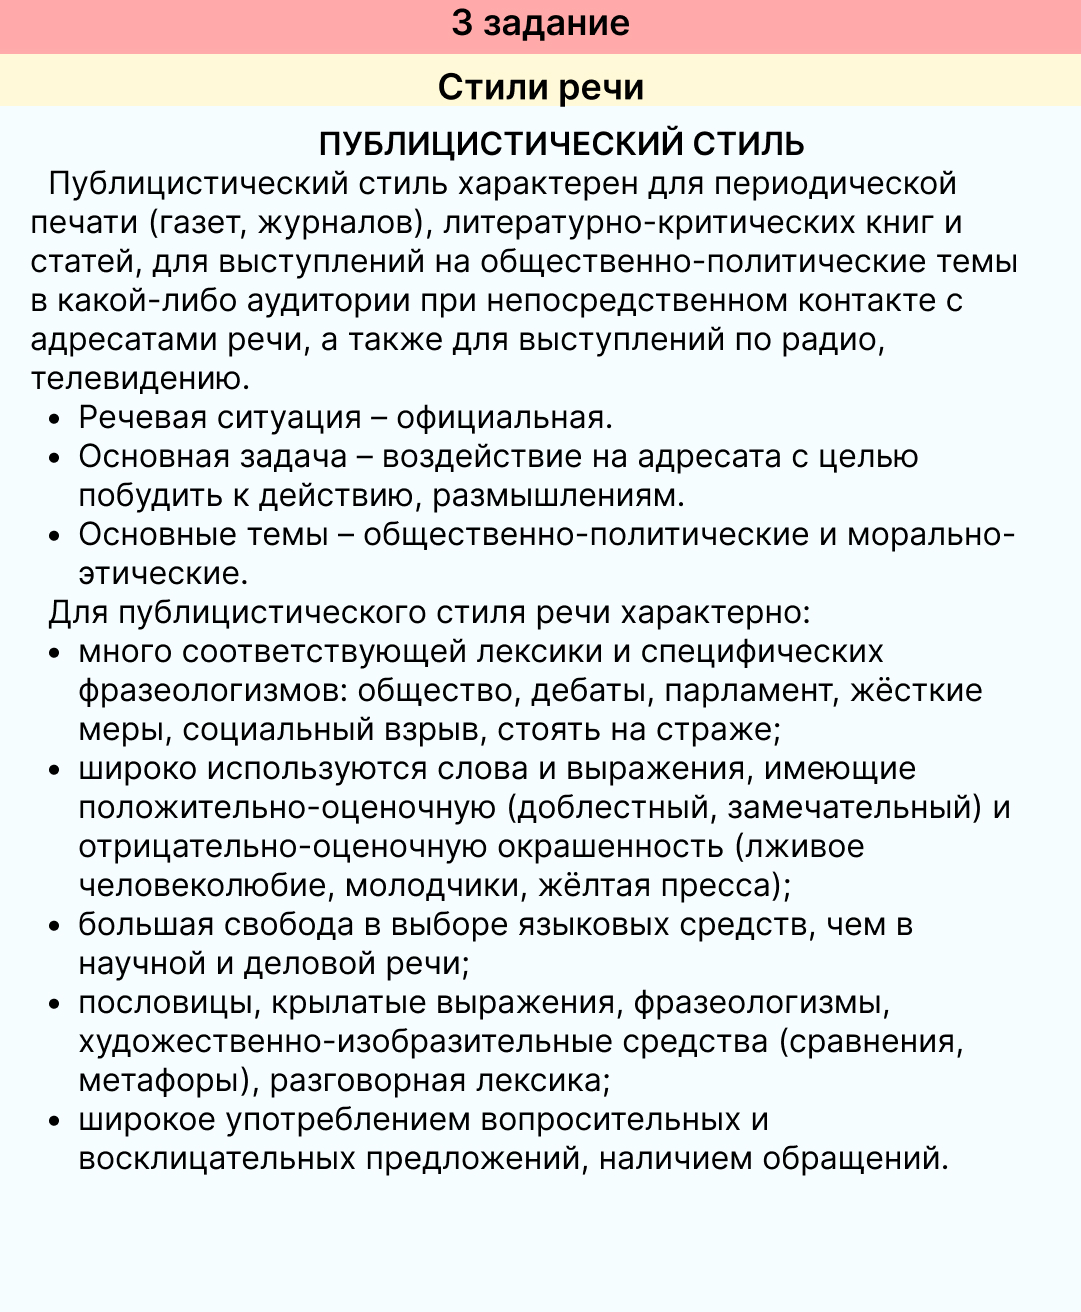 3 задание
Стили речи
ПУБЛИЦИСТИЧЕСКИЙ СТИЛЬ
Публицистический стиль характерен для периодической
печати (газет, журналов), литературно-критических книг и
статей, для выступлений на общественно-политические темы
в какой-либо аудитории при непосредственном контакте с
адресатами речи, а также для выступлений по радио,
телевидению.
• Речевая ситуация – официальная.
• Основная задача – воздействие на адресата с целью
побудить к действию, размышлениям.
• Основные темы – общественно-политические и морально-
этические.
Для публицистического стиля речи характерно:
• много соответствующей лексики и специфических
фразеологизмов: общество, дебаты, парламент, жёсткие
меры, социальный взрыв, стоять на страже;
• широко используются слова и выражения, имеющие
положительно-оценочную (доблестный, замечательный) и
отрицательно-оценочную окрашенность (лживое
человеколюбие, молодчики, жёлтая пресса);
• большая свобода в выборе языковых средств, чем в
научной и деловой речи;
• пословицы, крылатые выражения, фразеологизмы,
художественно-изобразительные средства (сравнения,
метафоры), разговорная лексика;
• широкое употреблением вопросительных и
восклицательных предложений, наличием обращений.